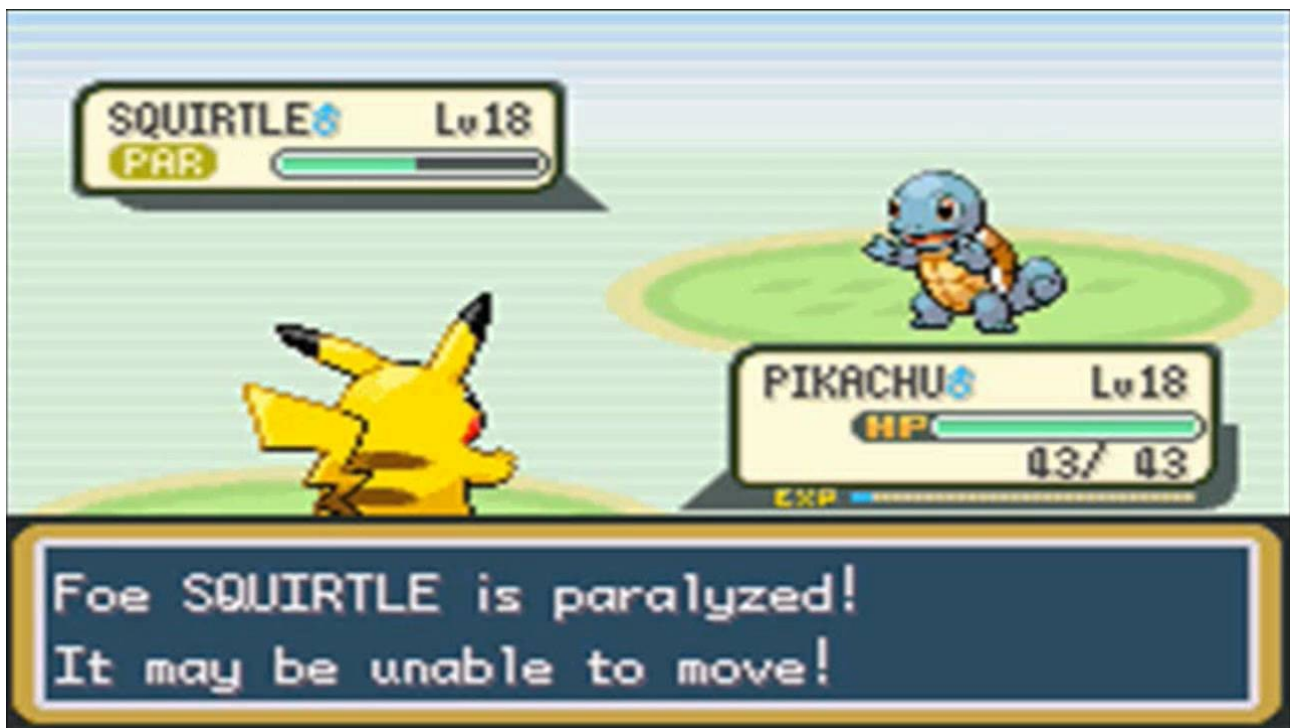 SQUIRTLE♂ Lv18
PAR
PIKACHU♂ Lv18
HP
43/ 43
EXP
Foe SQUIRTLE is paralyzed!
It may be unable to move!